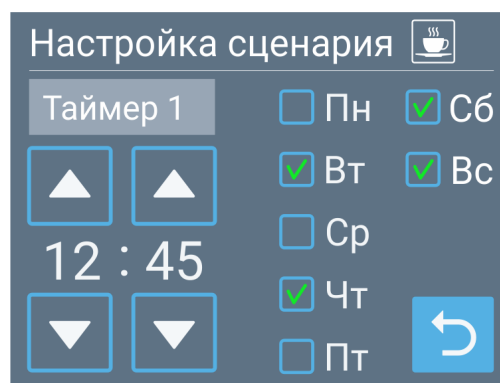 Настройка сценария
Таймер 1
12 : 45
Пн
Вт
Ср
Чт
Пт
Сб
Вс